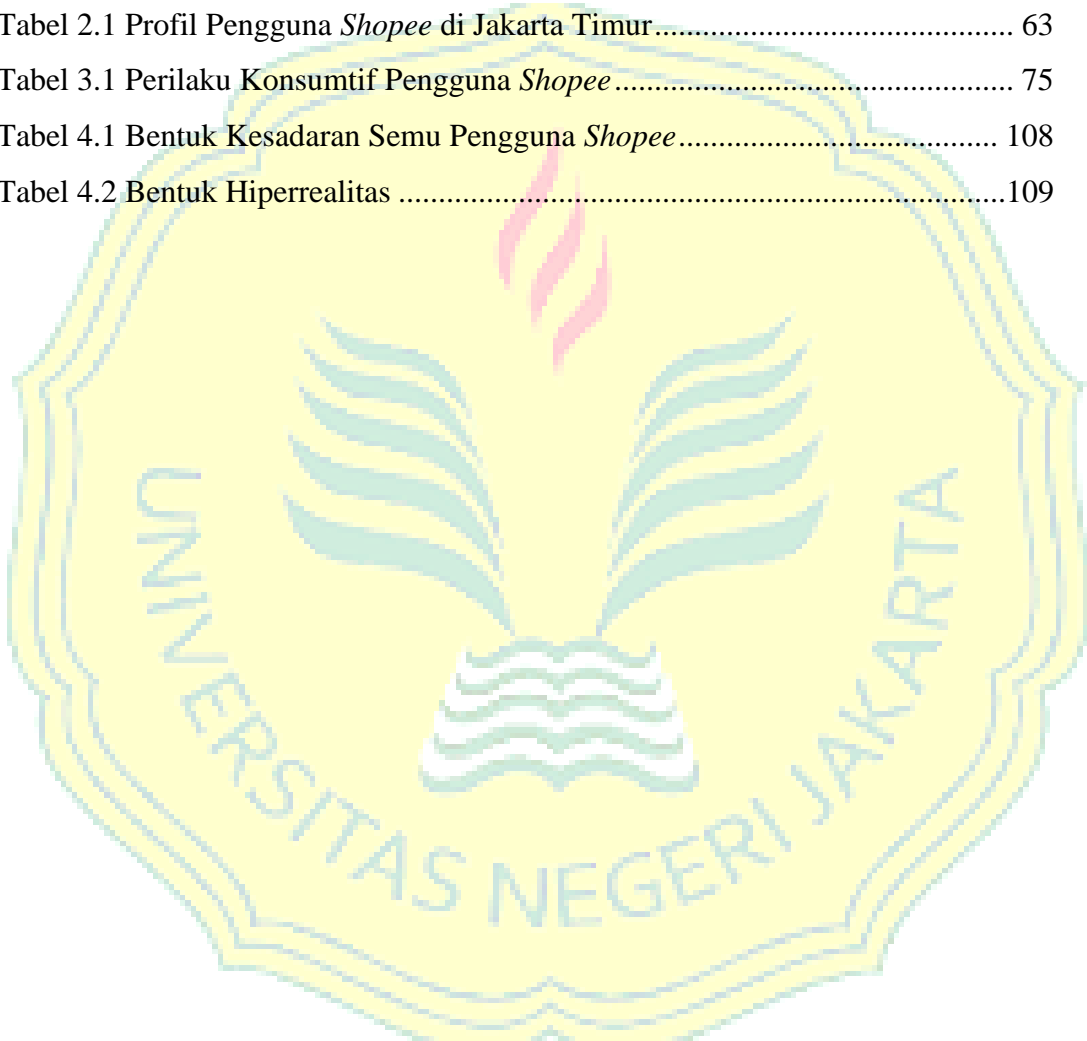 Tabel 2.1 Profil Pengguna Shopee di Jakarta Timur........................................... 63
Tabel 3.1 Perilaku Konsumtif Pengguna Shopee................................................ 75
Tabel 4.1 Bentuk Kesadaran Semu Pengguna Shopee...................................... 108
Tabel 4.2 Bentuk Hiperrealitas .........................................................................109
UNIVERSITAS NEGERI JAKARTA